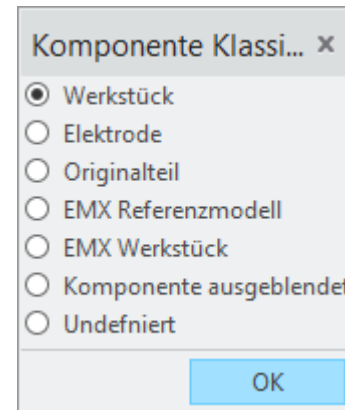 Komponente Klassi... ×
Werkstück
Elektrode
Originalteil
EMX Referenzmodell
EMX Werkstück
Komponente ausgeblendet
Undefniert
OK